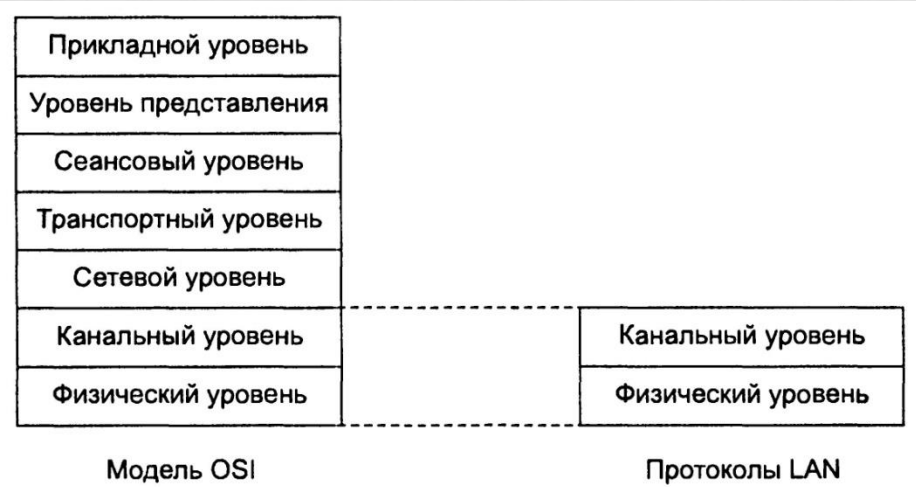 Прикладной уровень
Уровень представления
Сеансовый уровень
Транспортный уровень
Сетевой уровень
Канальный уровень
Физический уровень
Модель OSI
Канальный уровень
Физический уровень
Протоколы LAN